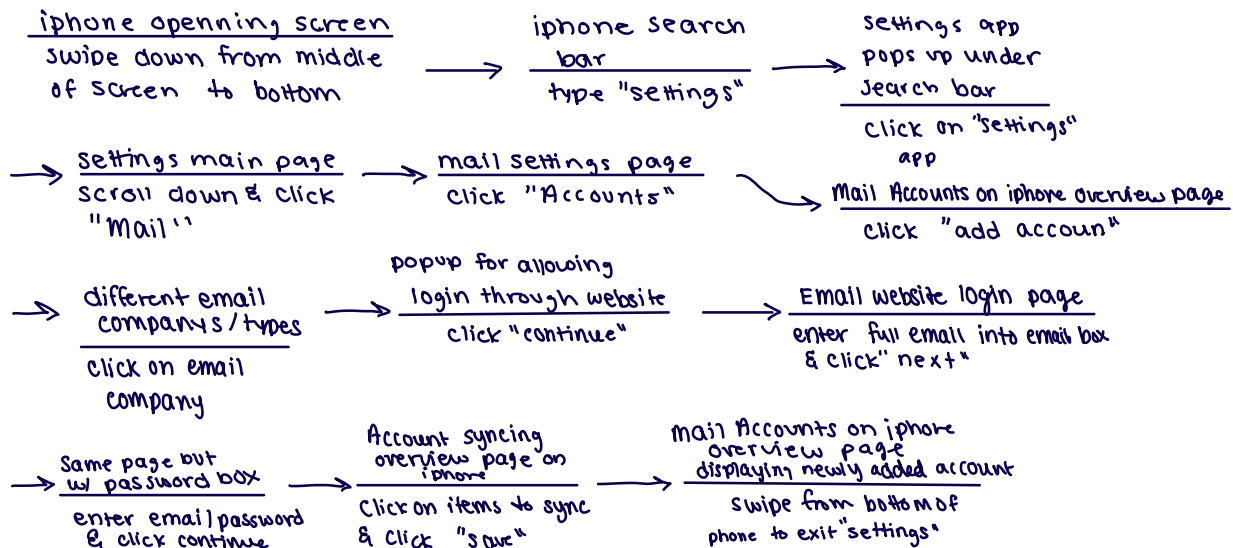 iphone openning screen
swipe down from middle
of screen to bottom
iphone search
bar
type "settings"
settings app
pops up under
search bar
click on "settings"
app
settings main page
scroll down & click
"Mail"
mail settings page
click "Accounts"
Mail Accounts on iphone overview page
click "add accoun"
different email
companys/types
click on email
company
popup for allowing
login through website
click "continue"
Email website login page
enter full email into email box
& click "next"
Same page but
w/ password box
enter email password
& click continue
Account syncing
overview page on
iphone
Click on items to sync
& click "save"
Mail Accounts on iphone
overview page
displaying newly added account
swipe from bottom of
phone to exit "settings"